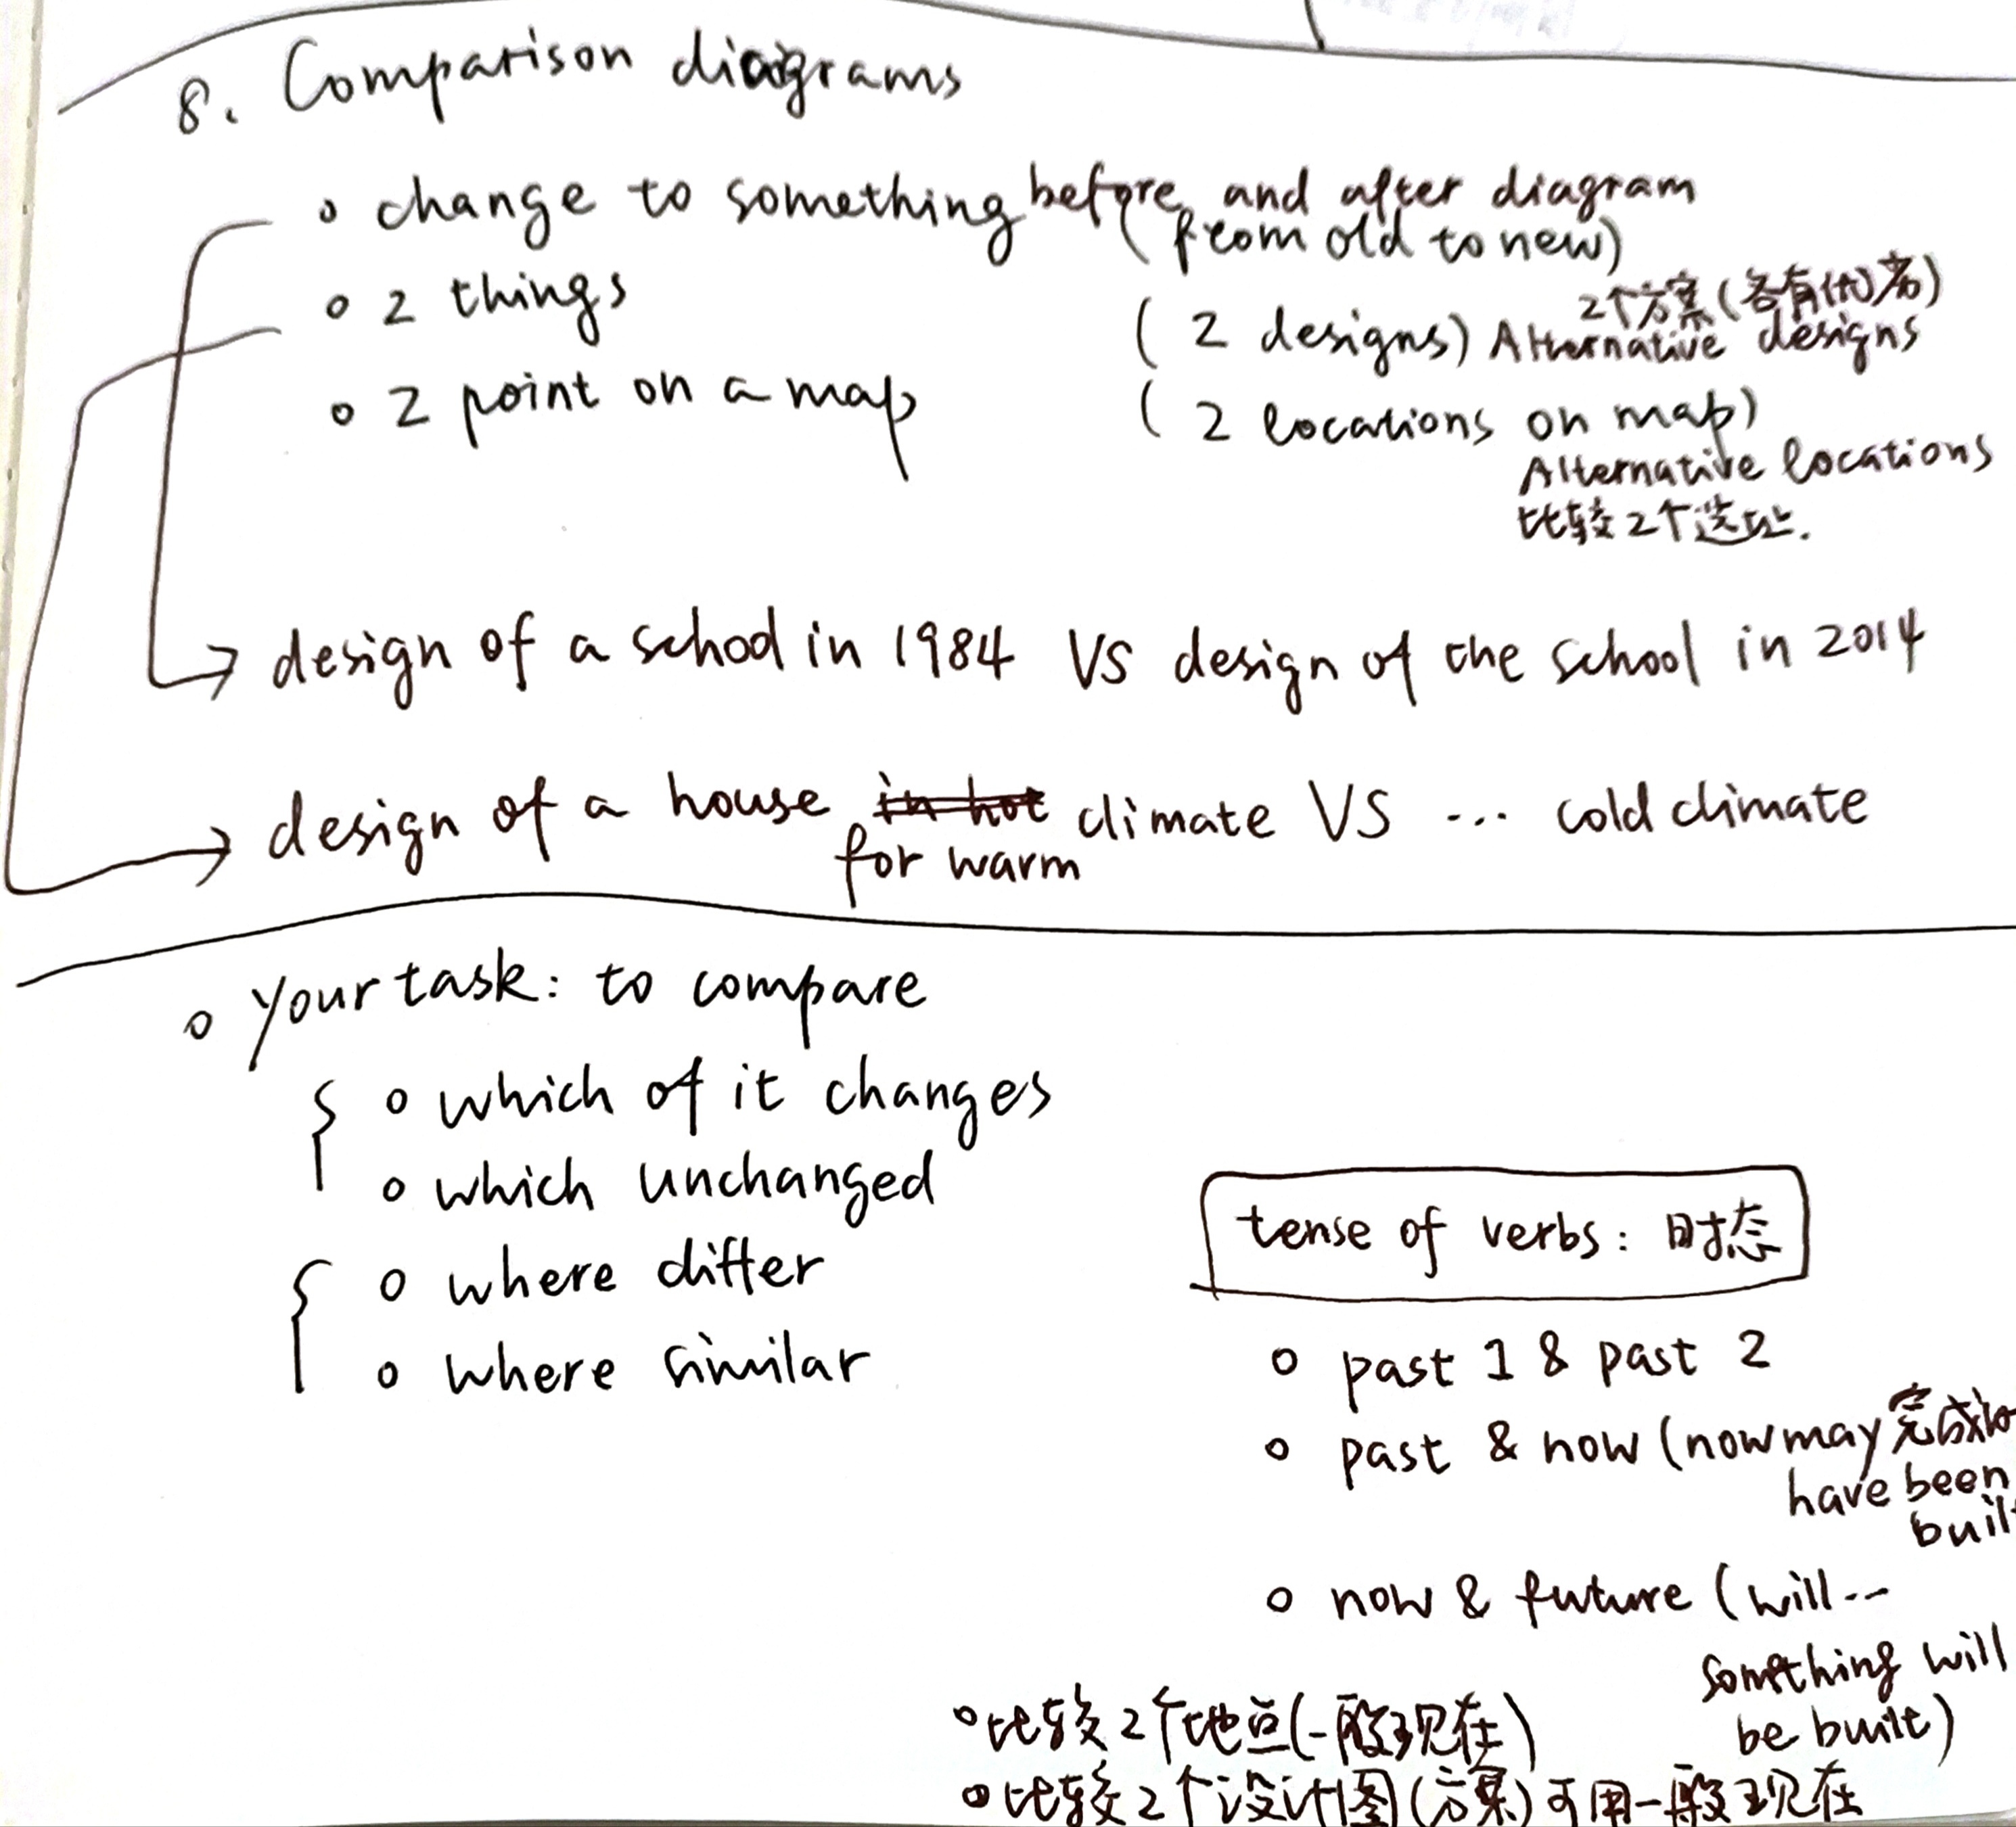 8. Comparison diagrams
o change to something before and after diagram
(from old to new)
o 2 things
2个方案(各有优劣)
(2 designs) Alternative designs
o 2 point on a map
(2 locations on map)
Alternative locations
比较2个选址.
→ design of a school in 1984 VS design of the school in 2014
→ design of a house in hot climate VS ... cold climate
for warm
o your task: to compare
o which of it changes
o which unchanged
o where differ
o where similar
tense of verbs: 时态
o past 1 & past 2
o past & now (now may 完成
have been
buil
o now & future (will--
something will
be built)
o 比较2个地点(一般现在)
o 比较2个设计图(方案)可用一般现在